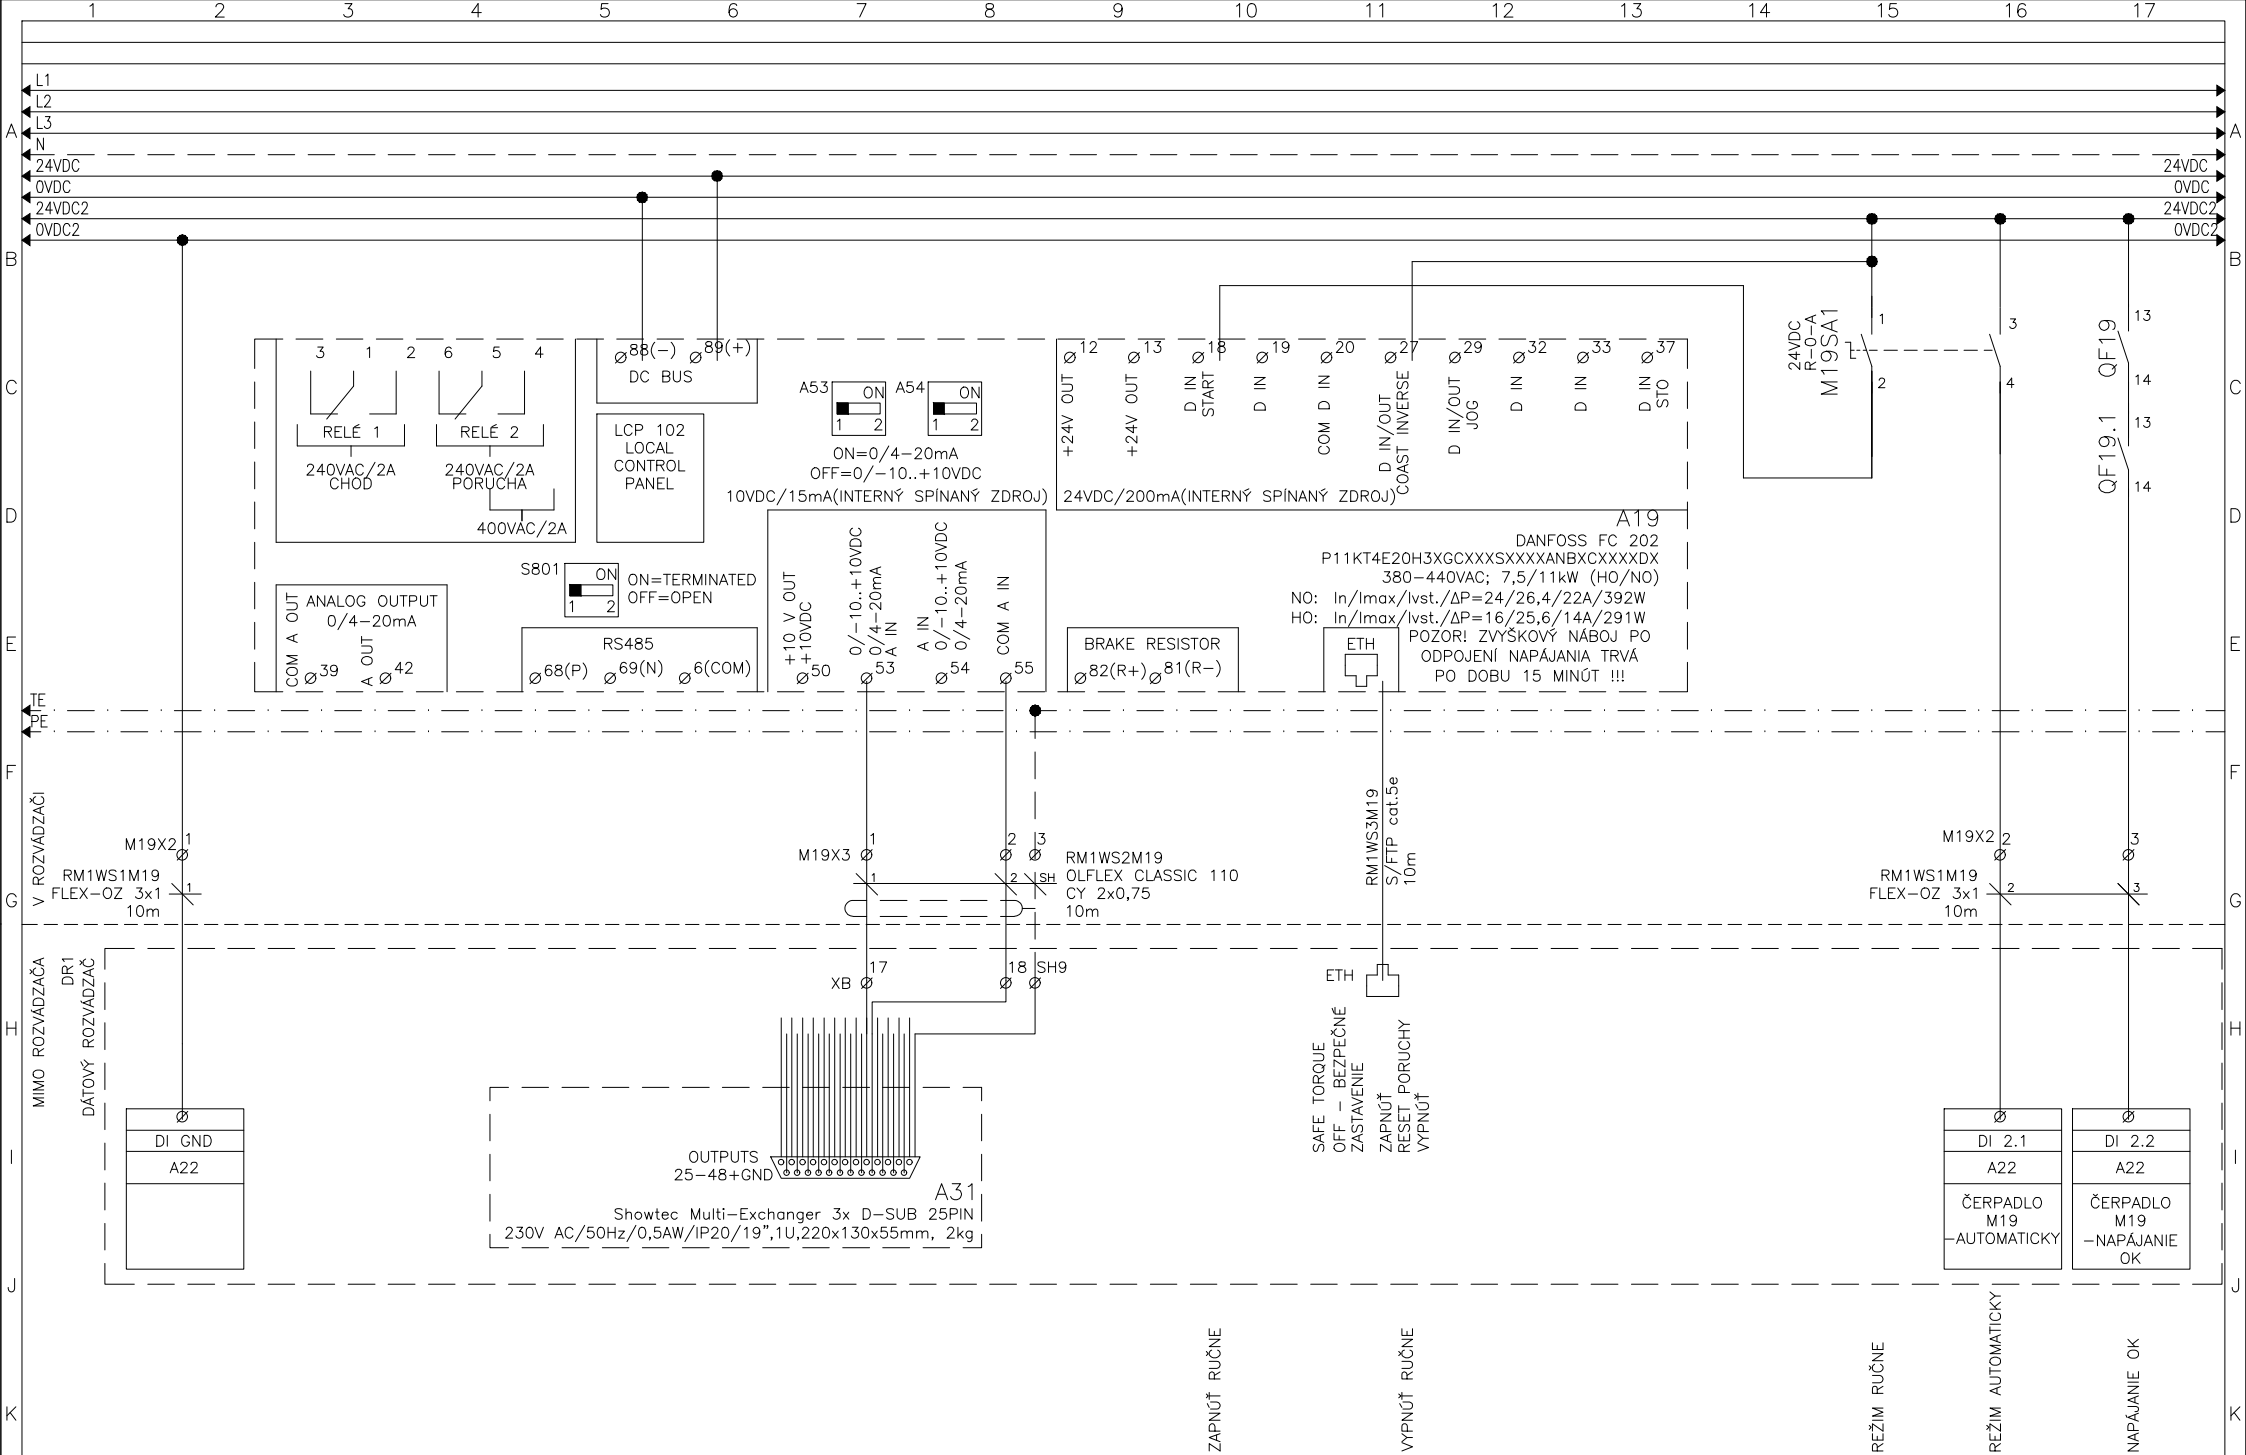 1 2 3 4 5 6 7 8 9 10 11 12 13 14 15 16 17
L1
L2
A L3 A
N
24VDC 24VDC
0VDC 0VDC
24VDC2 24VDC2
0VDC2 0VDC2
B B
3 1 2 6 5 4
RELÉ 1 RELÉ 2
240VAC/2A 240VAC/2A
CHOD PORUCHA
400VAC/2A
88(−) 89(+)
DC BUS
LCP 102
LOCAL
CONTROL
PANEL
A53 ON A54 ON
1 2 1 2
ON=0/4−20mA
OFF=0/−10..+10VDC
10VDC/15mA(INTERNÝ SPÍNANÝ ZDROJ)
12 13 18 19 20 27 29 32 33 37
+24V OUT
+24V OUT
D IN
START
D IN
COM D IN
D IN/OUT
COAST INVERSE
D IN/OUT
JOG
D IN
D IN
D IN
STO
24VDC/200mA(INTERNÝ SPÍNANÝ ZDROJ)
24VDC
R−0−A
M19SA1
1
2
3
4
QF19
13
14
QF19.1
13
14
C C
D D
A19
DANFOSS FC 202
P11KT4E20H3XGCXXXSXXXXANBXCXXXXDX
380−440VAC; 7,5/11kW (HO/NO)
NO: In/Imax/Ivst./ΔP=24/26,4/22A/392W
HO: In/Imax/Ivst./ΔP=16/25,6/14A/291W
POZOR! ZVYŠKOVÝ NÁBOJ PO
ODPOJENÍ NAPÁJANIA TRVÁ
PO DOBU 15 MINÚT !!!
S801 ON
1 2
ON=TERMINATED
OFF=OPEN
ANALOG OUTPUT
0/4−20mA
COM A OUT
39
A OUT
42
RS485
68(P) 69(N) 6(COM)
+10 V OUT
+10VDC
50
0/−10..+10VDC
0/4−20mA
A IN
53
A IN
0/−10..+10VDC
0/4−20mA
54
COM A IN
55
BRAKE RESISTOR
82(R+) 81(R−)
ETH
E E
TE
PE
F F
V ROZVÁDZAČI
M19X2 1
RM1WS1M19
FLEX−OZ 3x1 1
10m
M19X3 1 2 3
1 2 SH
RM1WS2M19
OLFLEX CLASSIC 110
CY 2x0,75
10m
RM1WS3M19
S/FTP cat.5e
10m
M19X2 2 3
RM1WS1M19
FLEX−OZ 3x1 2 3
10m
G G
MIMO ROZVÁDZAČA
DR1
DÁTOVÝ ROZVÁDZAČ
XB 17 18 SH9
ETH
H H
SAFE TORQUE
OFF − BEZPEČNÉ
ZASTAVENIE
ZAPNÚŤ
RESET PORUCHY
VYPNÚŤ
DI GND
A22
OUTPUTS
25−48+GND
A31
Showtec Multi−Exchanger 3x D−SUB 25PIN
230V AC/50Hz/0,5AW/IP20/19”,1U,220x130x55mm, 2kg
DI 2.1
A22
ČERPADLO
M19
−AUTOMATICKY
DI 2.2
A22
ČERPADLO
M19
−NAPÁJANIE
OK
I I
J J
ZAPNÚŤ RUČNE
VYPNÚŤ RUČNE
REŽIM RUČNE
REŽIM AUTOMATICKY
NAPÁJANIE OK
K K